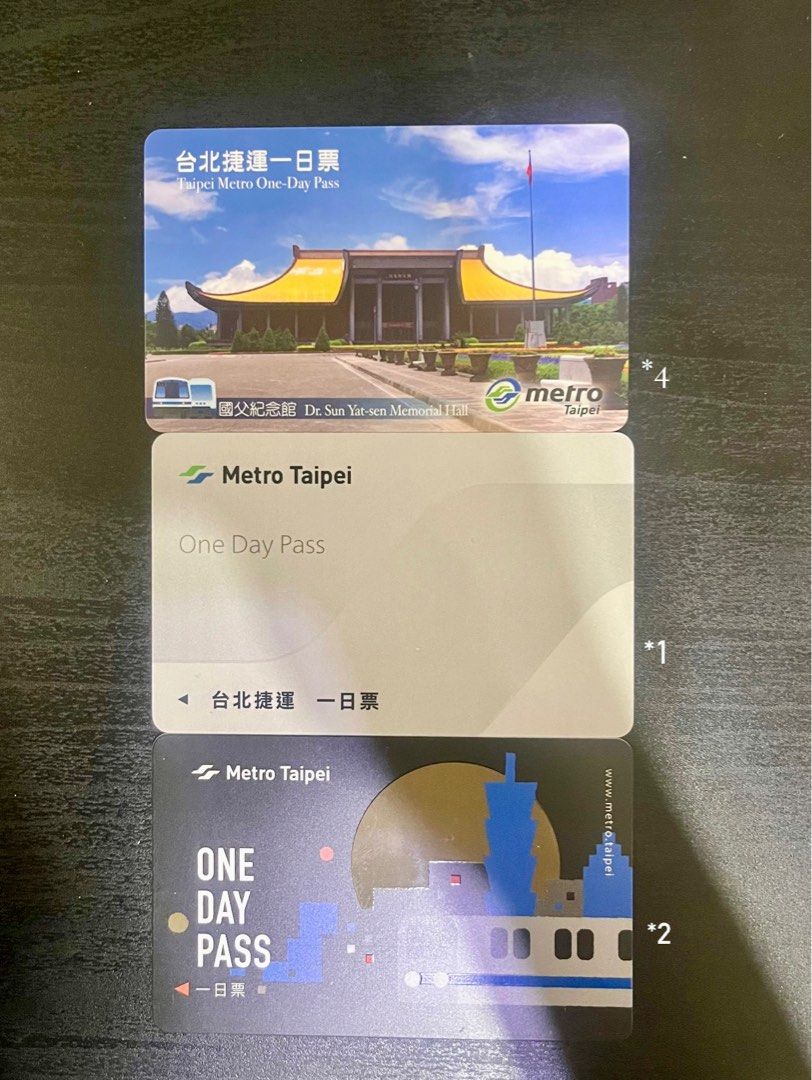 台北捷運一日票
Taipei Metro One-Day Pass
國父紀念館 Dr. Sun Yat-sen Memorial Hall
metro
Taipei
*4
Metro Taipei
One Day Pass
◄ 台北捷運 一日票
*1
Metro Taipei
www.metro.taipei
ONE
DAY
PASS
◄ 一日票
*2